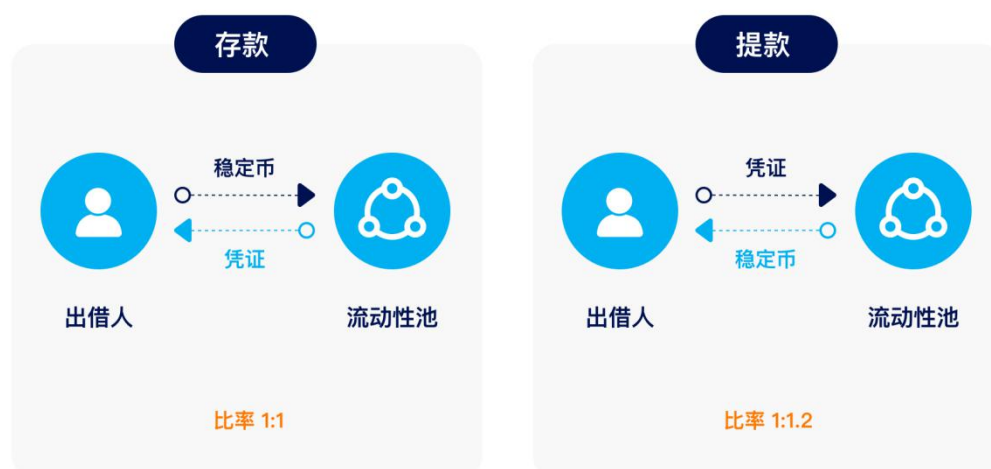 存款
稳定币
凭证
出借人
流动性池
比率 1:1
提款
凭证
稳定币
出借人
流动性池
比率 1:1.2